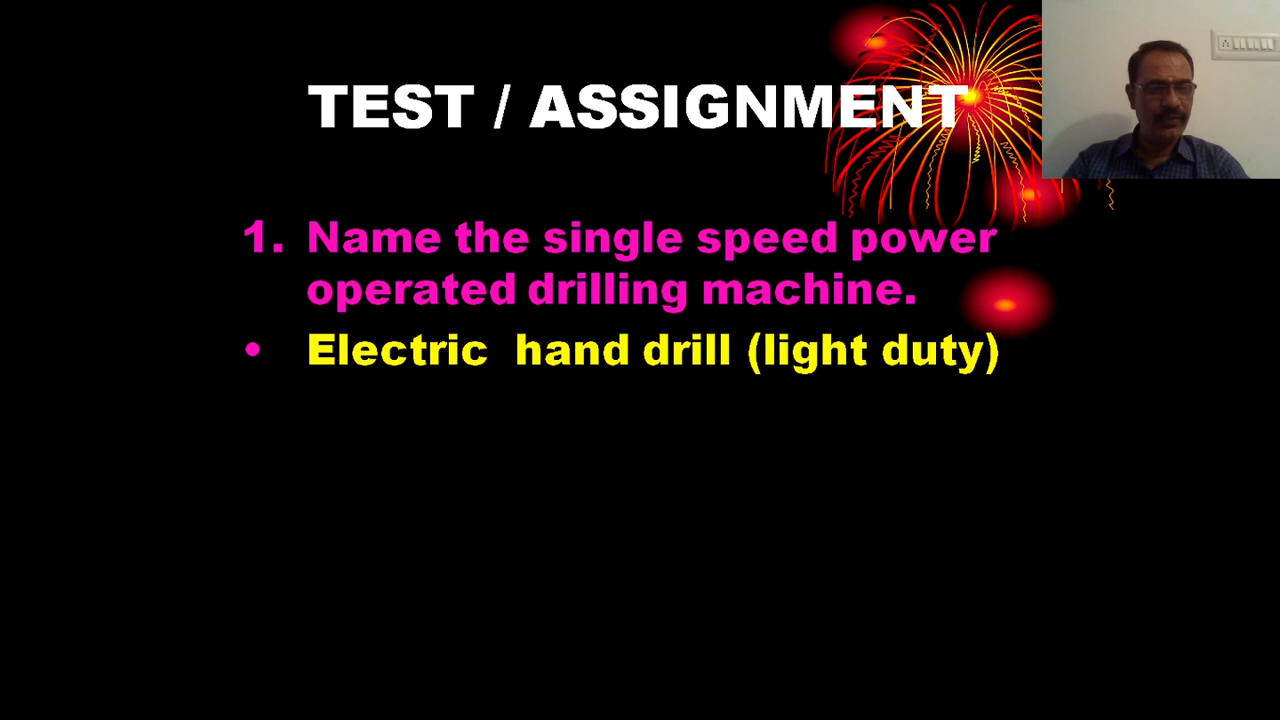 TEST / ASSIGNMENT
1. Name the single speed power
operated drilling machine.
• Electric hand drill (light duty)